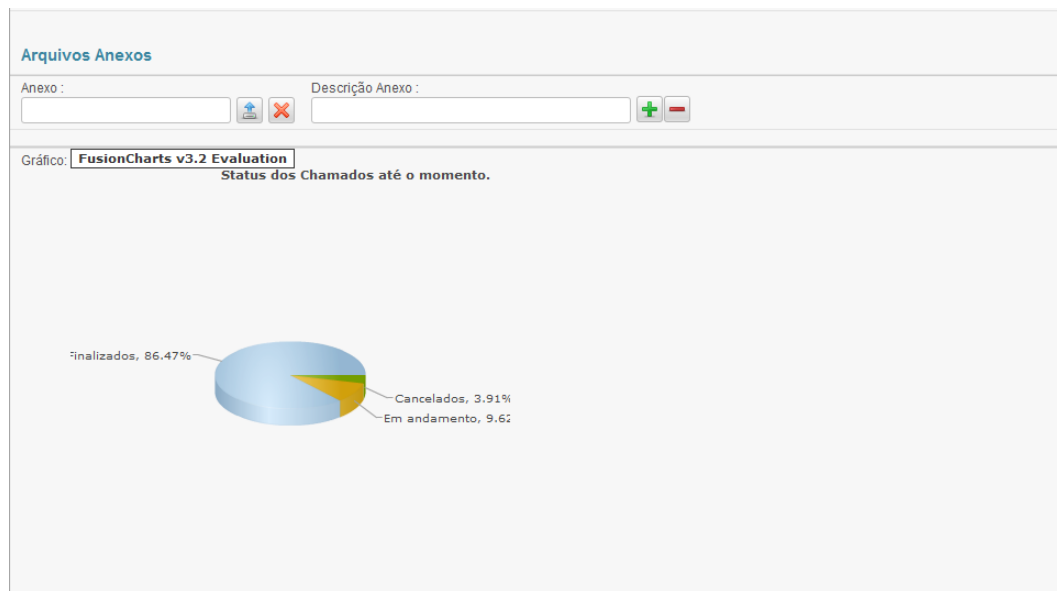 Arquivos Anexos
Anexo : Descrição Anexo :
Gráfico: FusionCharts v3.2 Evaluation
Status dos Chamados até o momento.
Finalizados, 86.47%
Cancelados, 3.91%
Em andamento, 9.62